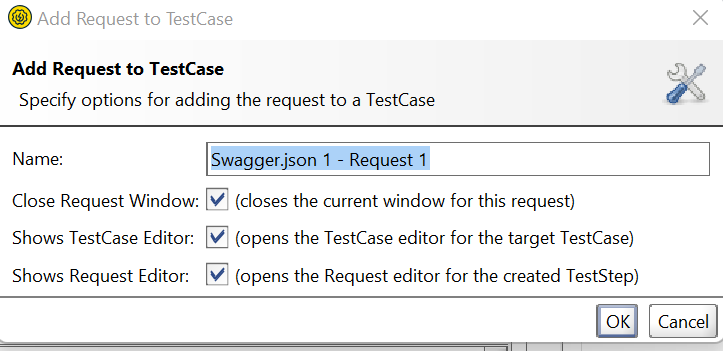 Add Request to TestCase
Add Request to TestCase
Specify options for adding the request to a TestCase
Name: Swagger.json 1 - Request 1
Close Request Window: (closes the current window for this request)
Shows TestCase Editor: (opens the TestCase editor for the target TestCase)
Shows Request Editor: (opens the Request editor for the created TestStep)
OK Cancel